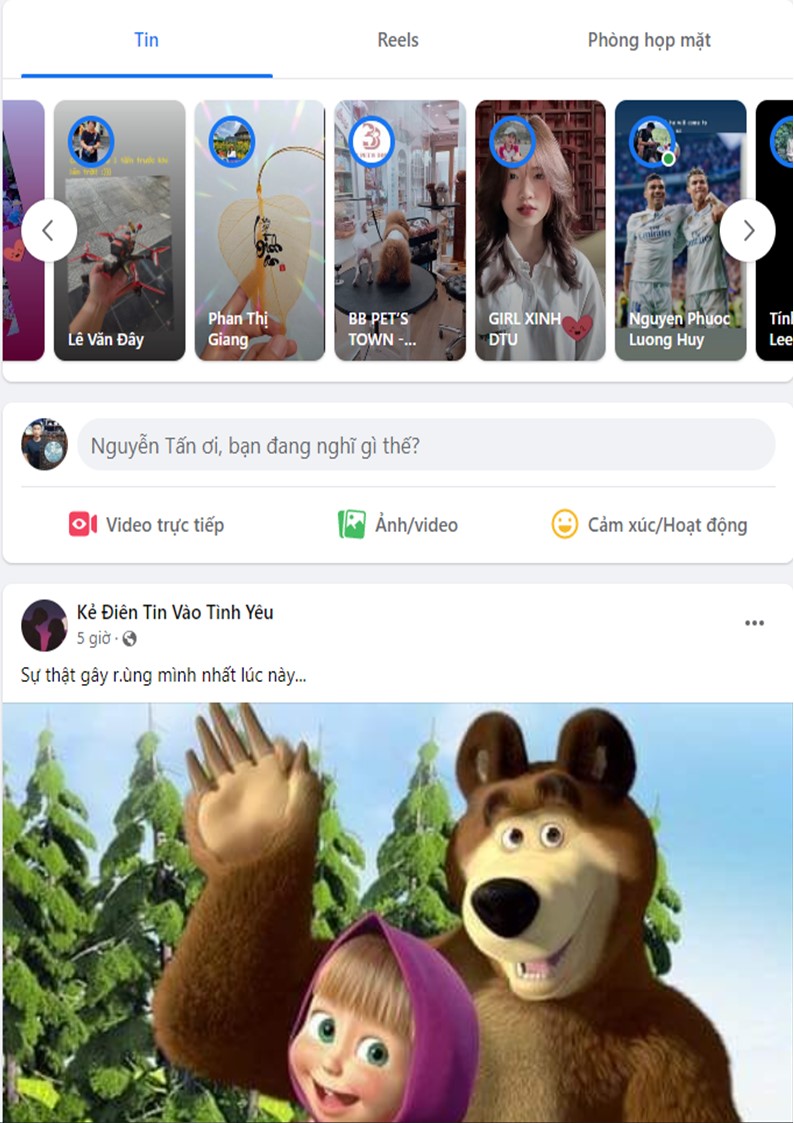 Tin
Reels
Phòng họp mặt
Lê Văn Đây
Phan Thị
Giang
BB PET'S
TOWN -...
GIRL XINH
DTU
Nguyen Phuoc
Luong Huy
Tính
Lee
Nguyễn Tấn ơi, bạn đang nghĩ gì thế?
Video trực tiếp
Ảnh/video
Cảm xúc/Hoạt động
Kẻ Điên Tin Vào Tình Yêu
5 giờ ·
Sự thật gây r.ùng mình nhất lúc này...